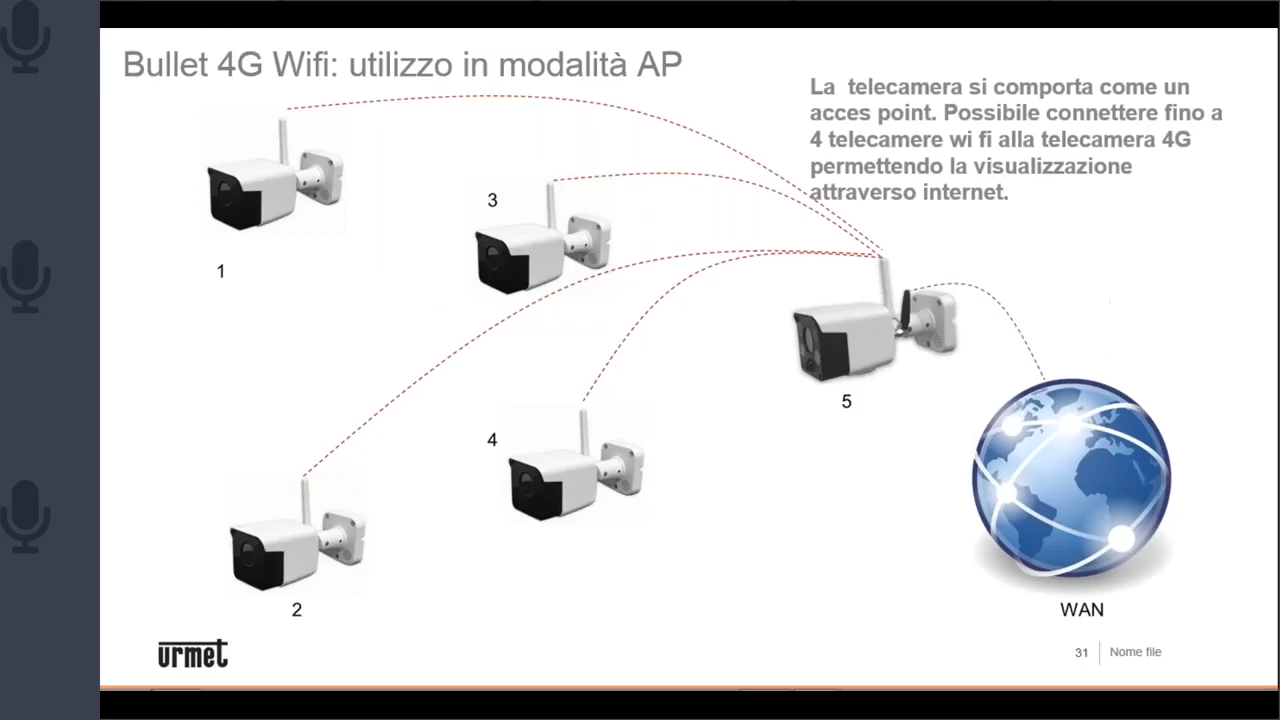 Bullet 4G Wifi: utilizzo in modalità AP
La telecamera si comporta come un
acces point. Possibile connettere fino a
4 telecamere wi fi alla telecamera 4G
permettendo la visualizzazione
attraverso internet.
3
1
5
4
2
WAN
urmet
31
Nome file